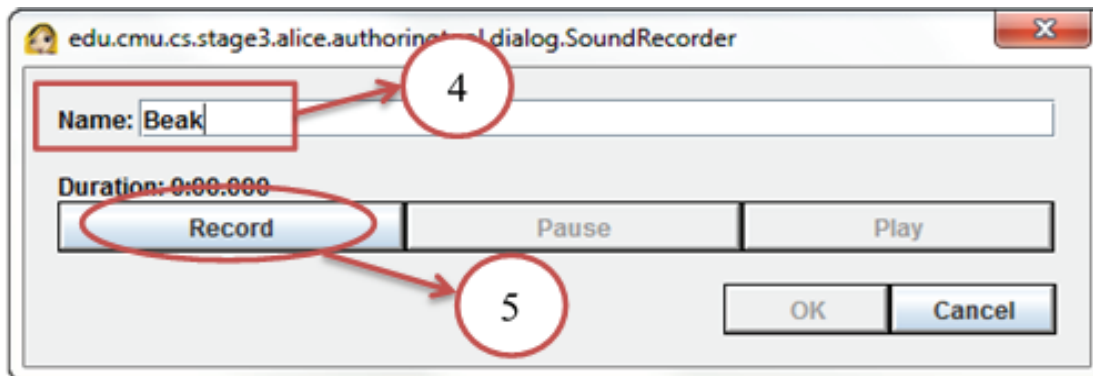 edu.cmu.cs.stage3.alice.authoringtool.dialog.SoundRecorder
4
Name: Beak
Duration: 0:00.000
Record Pause Play
5
OK Cancel